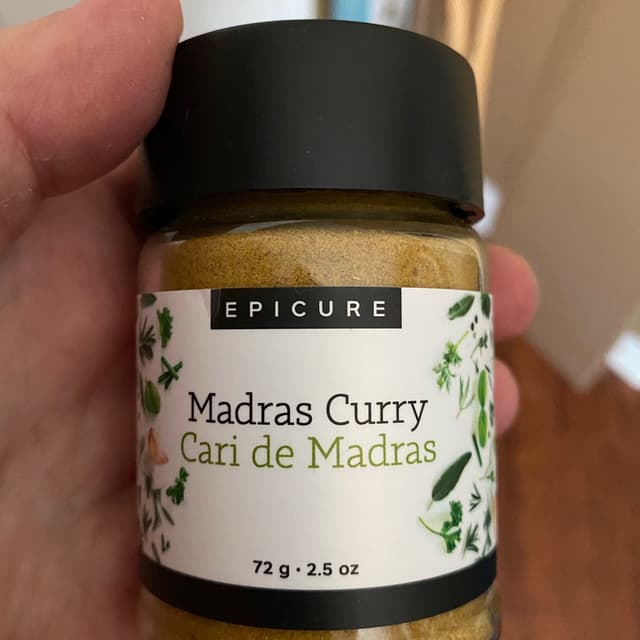 EPICURE
Madras Curry
Cari de Madras
72 g • 2.5 oz